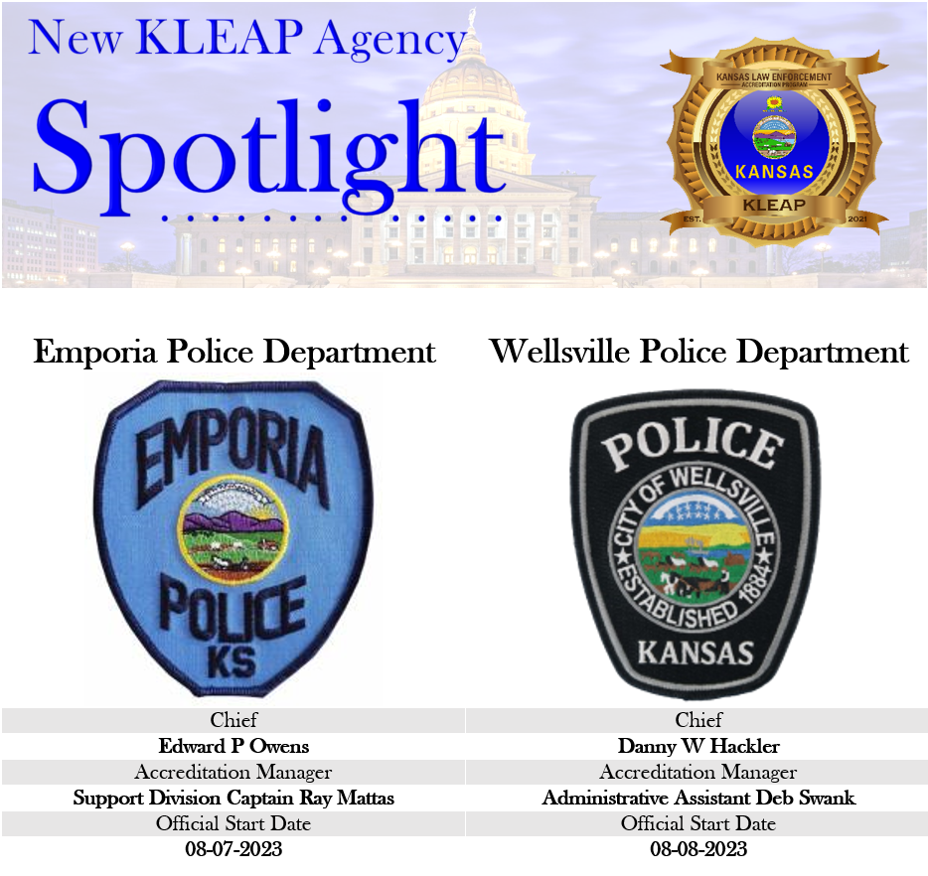 New KLEAP Agency
Spotlight
KANSAS LAW ENFORCEMENT
ACCREDITATION PROGRAM
KANSAS
KLEAP
EST. 2021
Emporia Police Department
EMPORIA
POLICE
KS
Chief
Edward P Owens
Accreditation Manager
Support Division Captain Ray Mattas
Official Start Date
08-07-2023
Wellsville Police Department
POLICE
CITY OF WELLSVILLE
ESTABLISHED 1884
KANSAS
Chief
Danny W Hackler
Accreditation Manager
Administrative Assistant Deb Swank
Official Start Date
08-08-2023